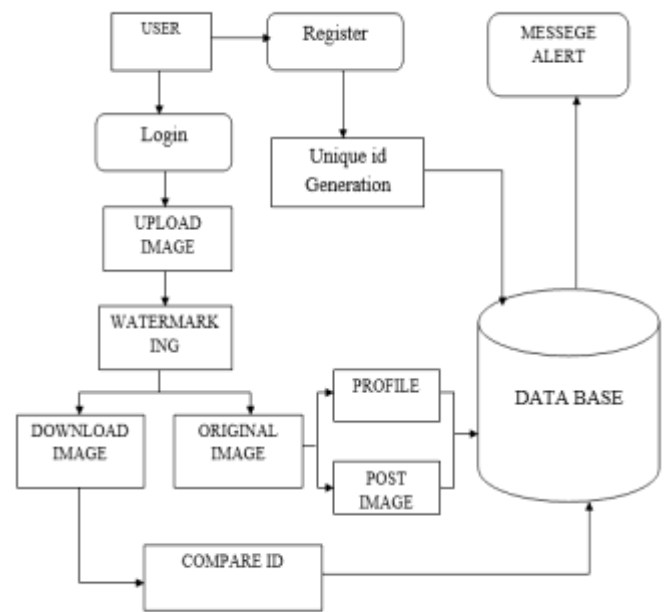 USER
Register
MESSEGE
ALERT
Login
Unique id
Generation
UPLOAD
IMAGE
WATERMARK
ING
PROFILE
DATA BASE
DOWNLOAD
IMAGE
ORIGINAL
IMAGE
POST
IMAGE
COMPARE ID